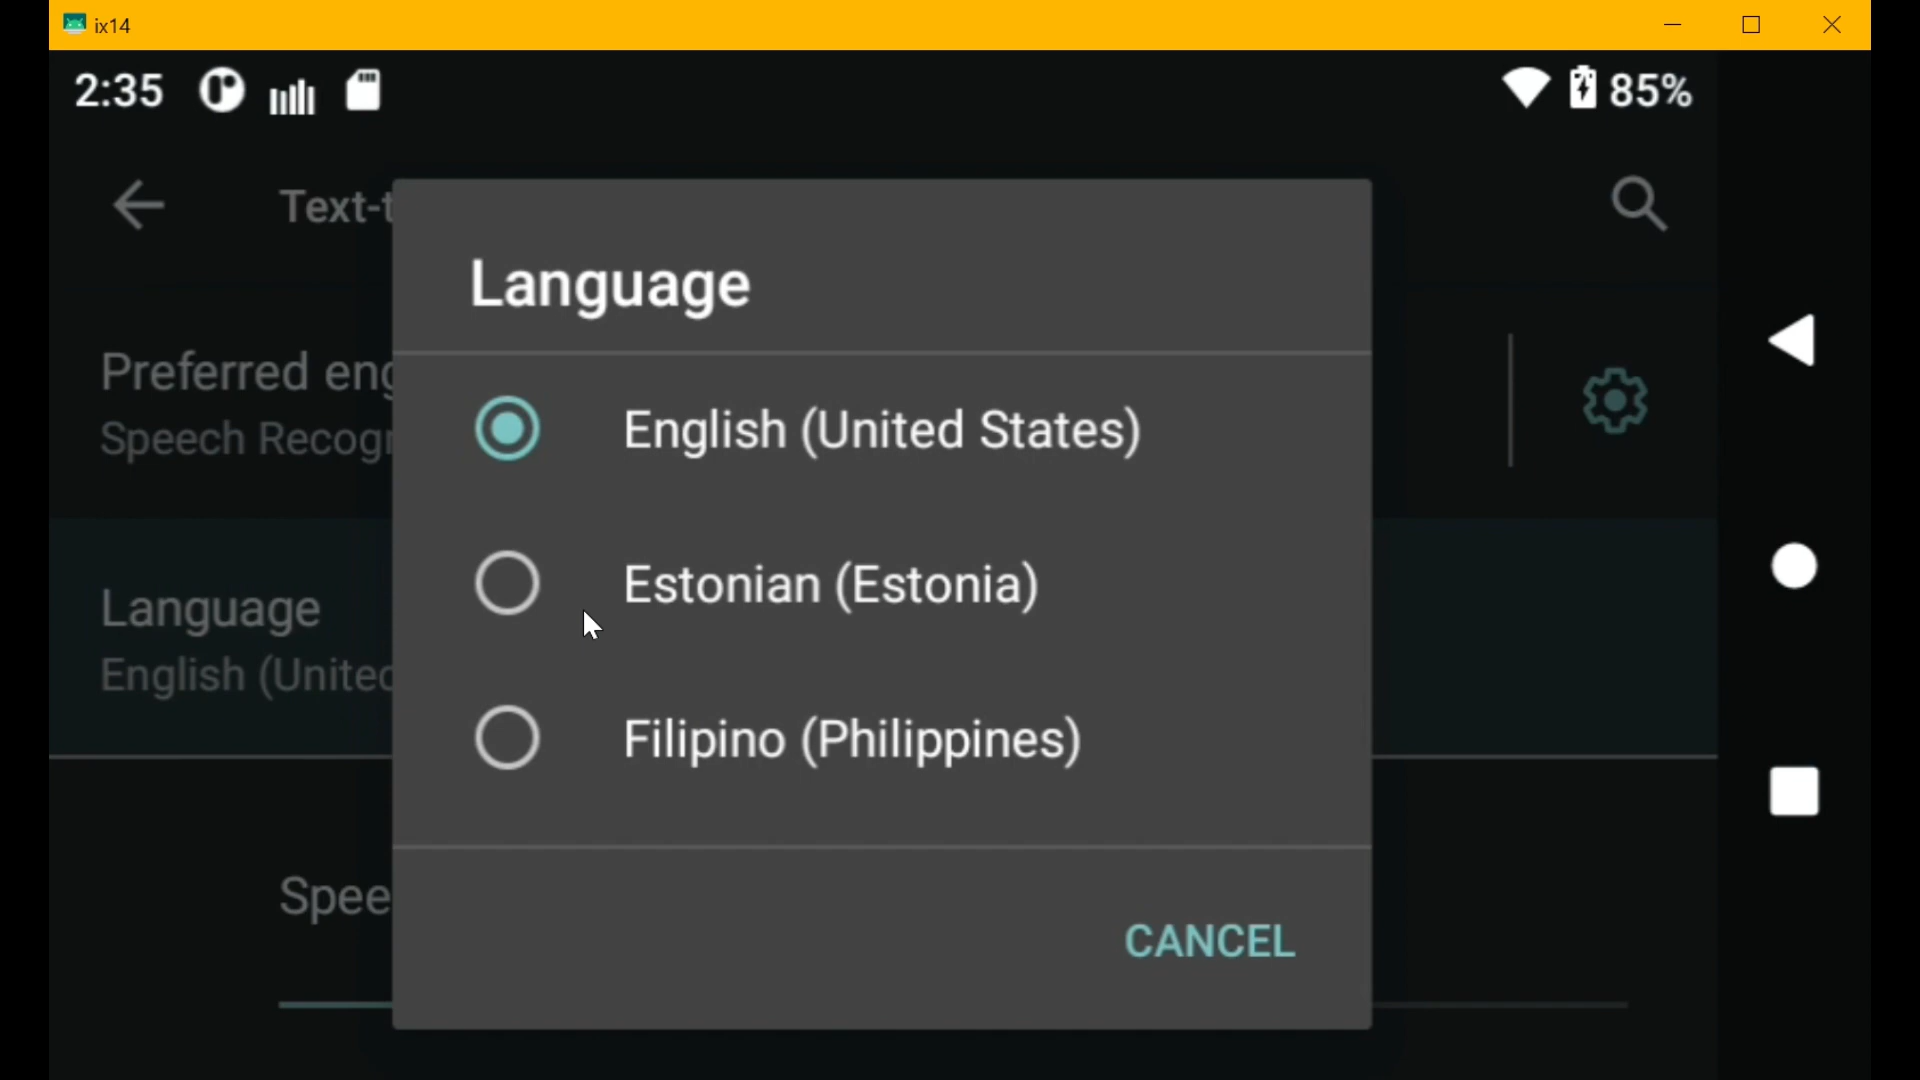 ix14
2:35
85%
Text-t
Language
Preferred eng
Speech Recogr
English (United States)
Estonian (Estonia)
Language
English (United
Filipino (Philippines)
Spee
CANCEL